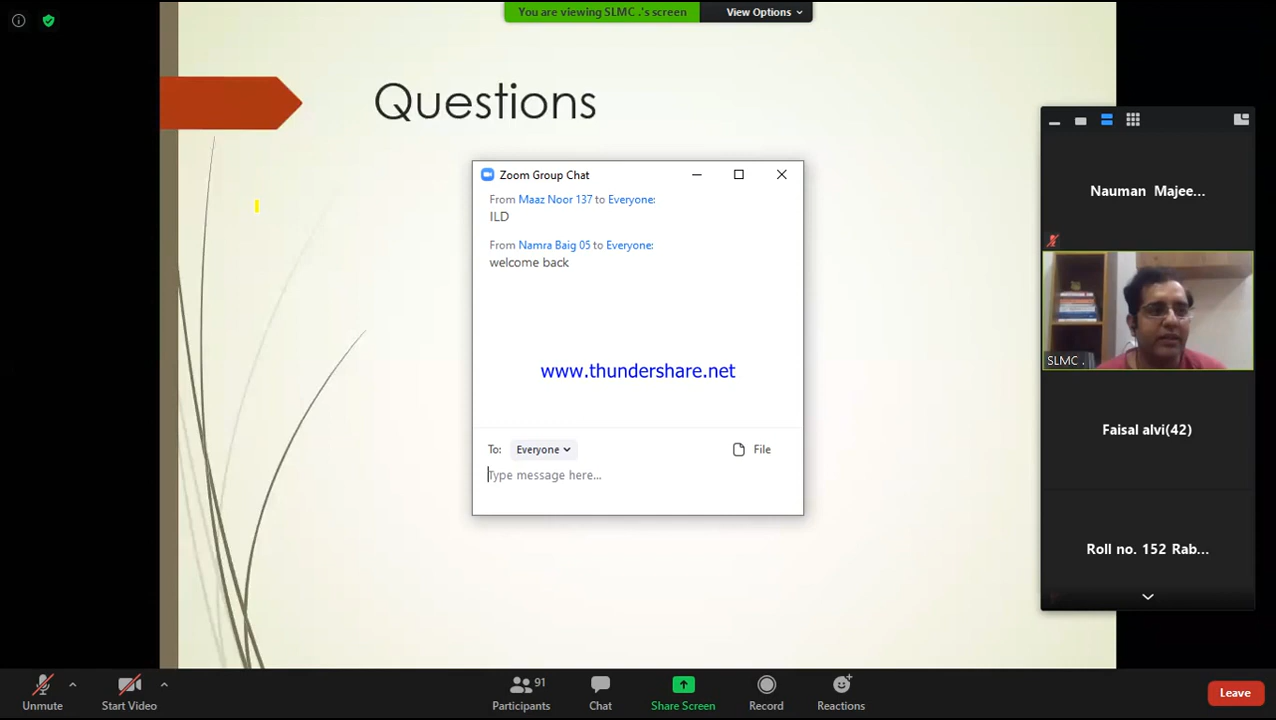 You are viewing SLMC .'s screen
View Options
Questions
Zoom Group Chat
From Maaz Noor 137 to Everyone:
ILD
From Namra Baig 05 to Everyone:
welcome back
www.thundershare.net
To: Everyone
File
Type message here...
Nauman Majee...
SLMC .
Faisal alvi(42)
Roll no. 152 Rab...
Unmute
Start Video
91
Participants
Chat
Share Screen
Record
Reactions
Leave